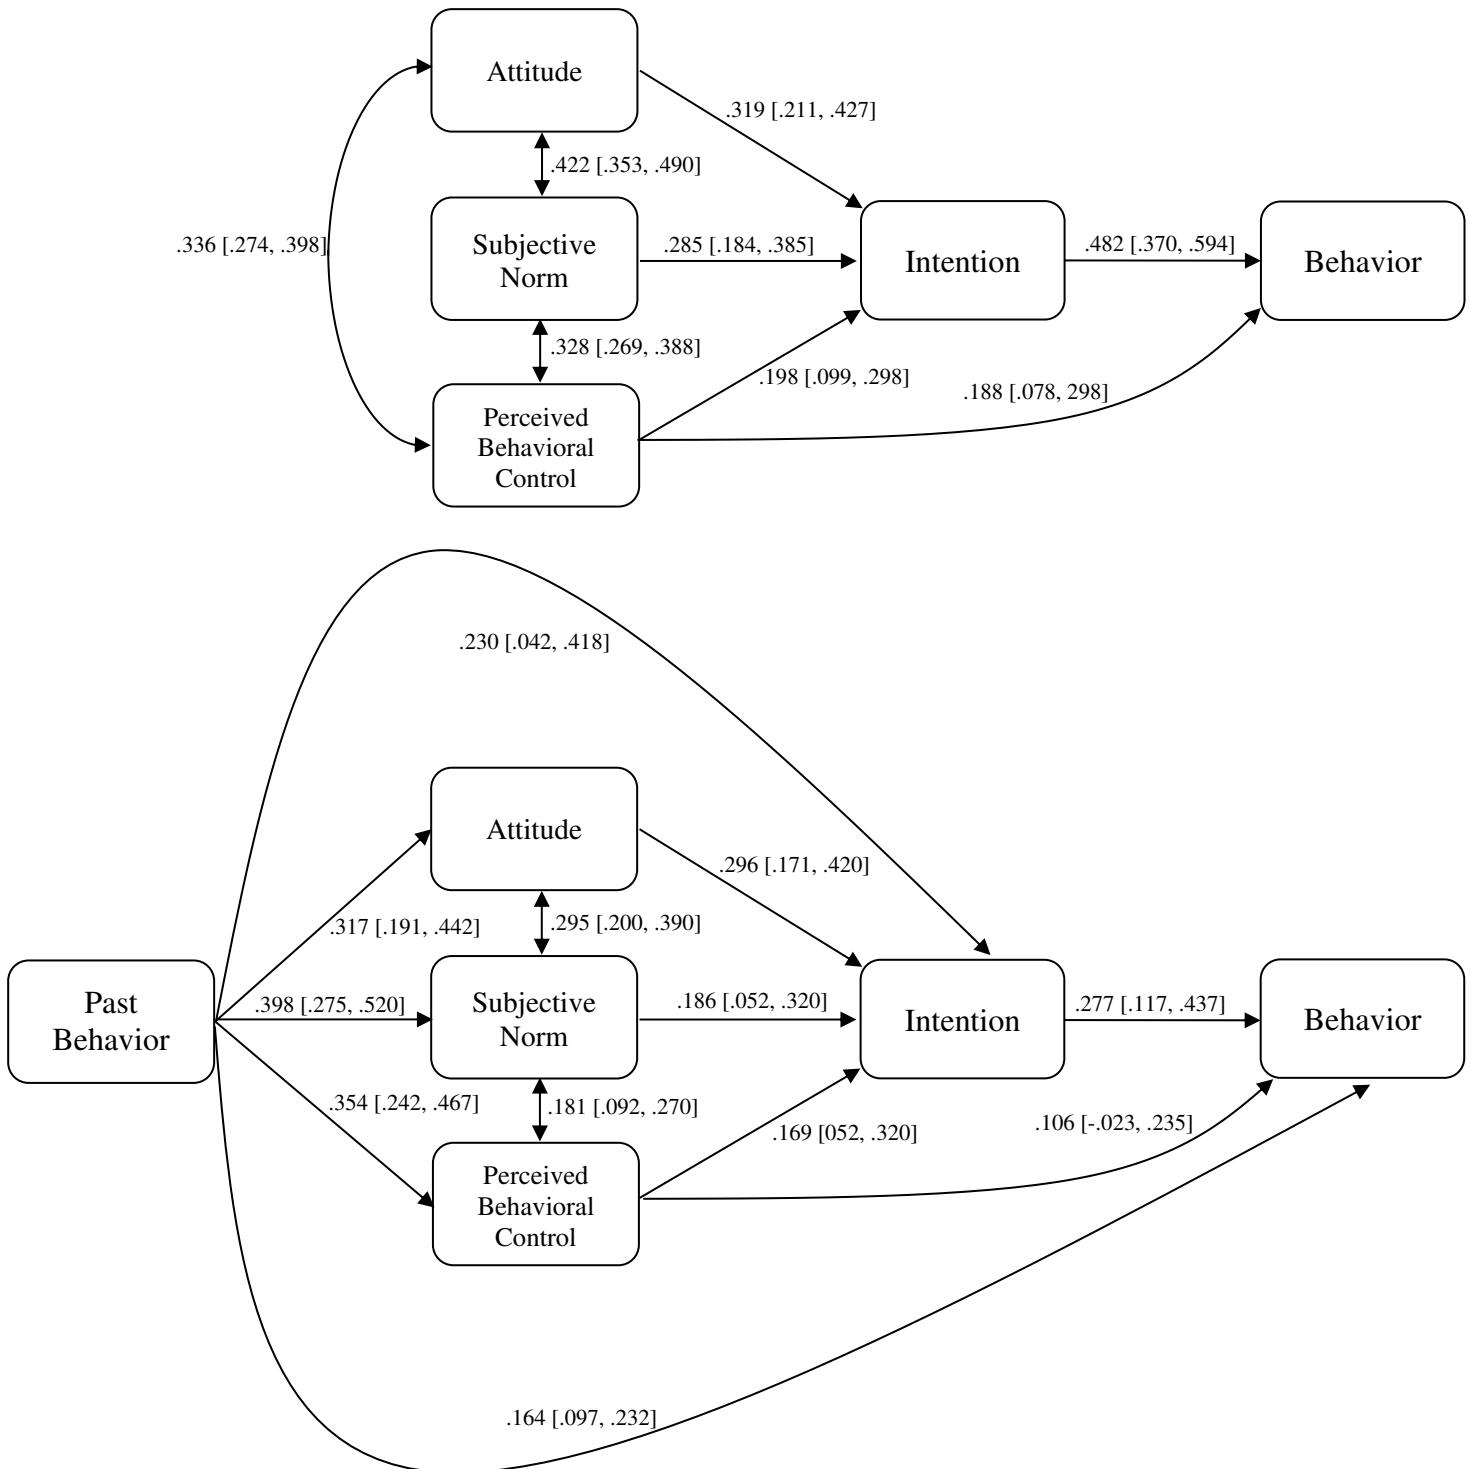 Attitude
.319 [.211, .427]
.422 [.353, .490]
.336 [.274, .398]
Subjective
Norm
.285 [.184, .385]
Intention
.482 [.370, .594]
Behavior
.328 [.269, .388]
.198 [.099, .298]
.188 [.078, 298]
Perceived
Behavioral
Control
.230 [.042, .418]
Attitude
.296 [.171, .420]
.317 [.191, .442]
.295 [.200, .390]
Past
Behavior
.398 [.275, .520]
Subjective
Norm
.186 [.052, .320]
Intention
.277 [.117, .437]
Behavior
.354 [.242, .467]
.181 [.092, .270]
.169 [052, .320]
.106 [-.023, .235]
Perceived
Behavioral
Control
.164 [.097, .232]